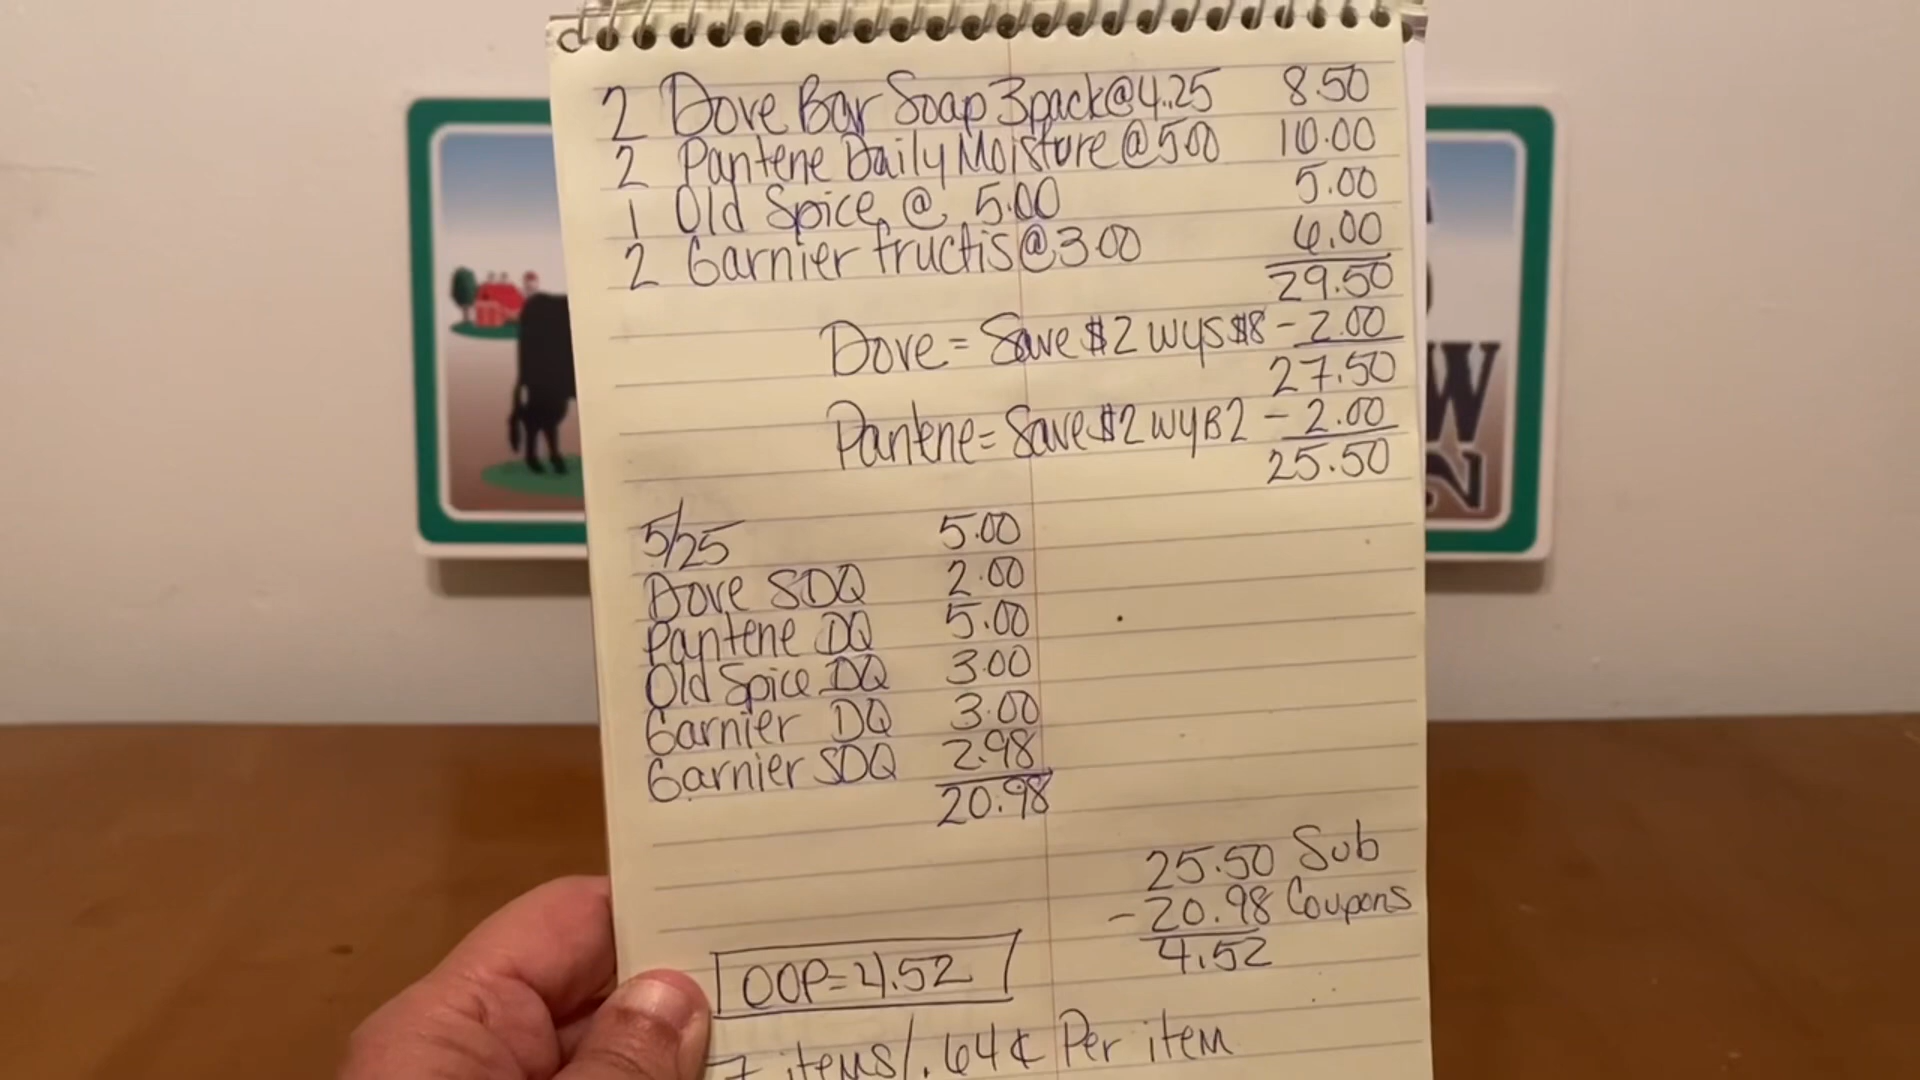 2 Dove Bar Soap 3pack@4.25 8.50
2 Pantene Daily Moisture @500 10.00
1 Old Spice @ 5.00 5.00
2 Garnier fructis@3.00 6.00
29.50
Dove = Save $2 wys $8 - 2.00
27.50
Pantene = Save $2 wyB2 - 2.00
25.50
5/25 5.00
Dove SDQ 2.00
Pantene DQ 5.00
Old Spice DQ 3.00
Garnier DQ 3.00
Garnier SDQ 2.98
20.98
25.50 Sub
- 20.98 Coupons
4.52
OOP = 4.52
7 items/.64¢ Per item
W
N